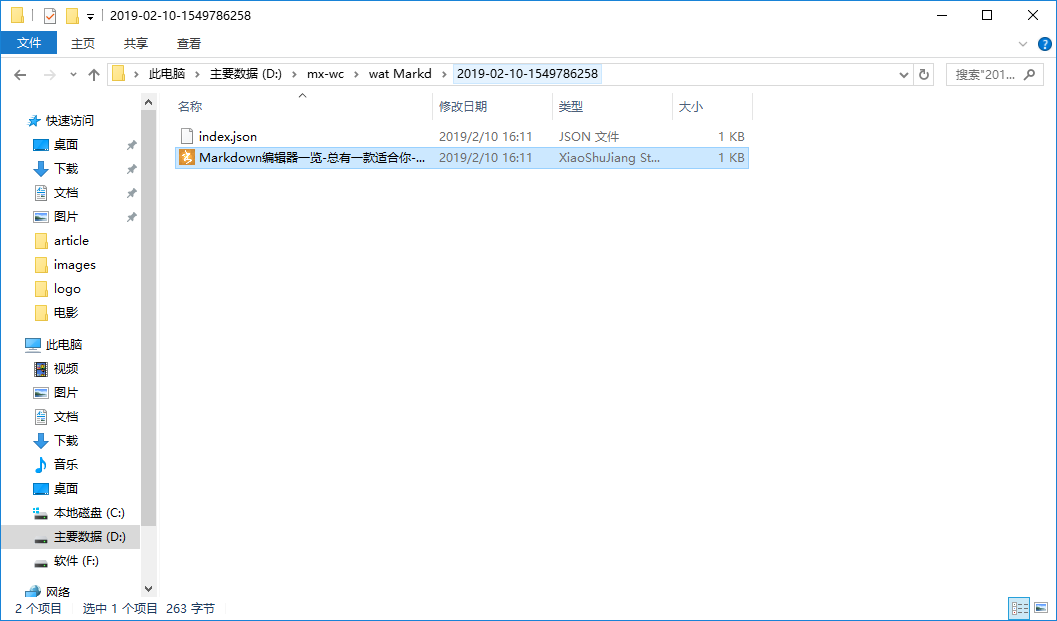 2019-02-10-1549786258
文件 主页 共享 查看
此电脑 主要数据 (D:) mx-wc wat Markd 2019-02-10-1549786258 搜索"201...
名称 修改日期 类型 大小
index.json 2019/2/10 16:11 JSON 文件 1 KB
Markdown编辑器一览-总有一款适合你-... 2019/2/10 16:11 XiaoShuJiang St... 1 KB
快速访问
桌面
下载
文档
图片
article
images
logo
电影
此电脑
视频
图片
文档
下载
音乐
桌面
本地磁盘 (C:)
主要数据 (D:)
软件 (F:)
网络
2 个项目 选中 1 个项目 263 字节